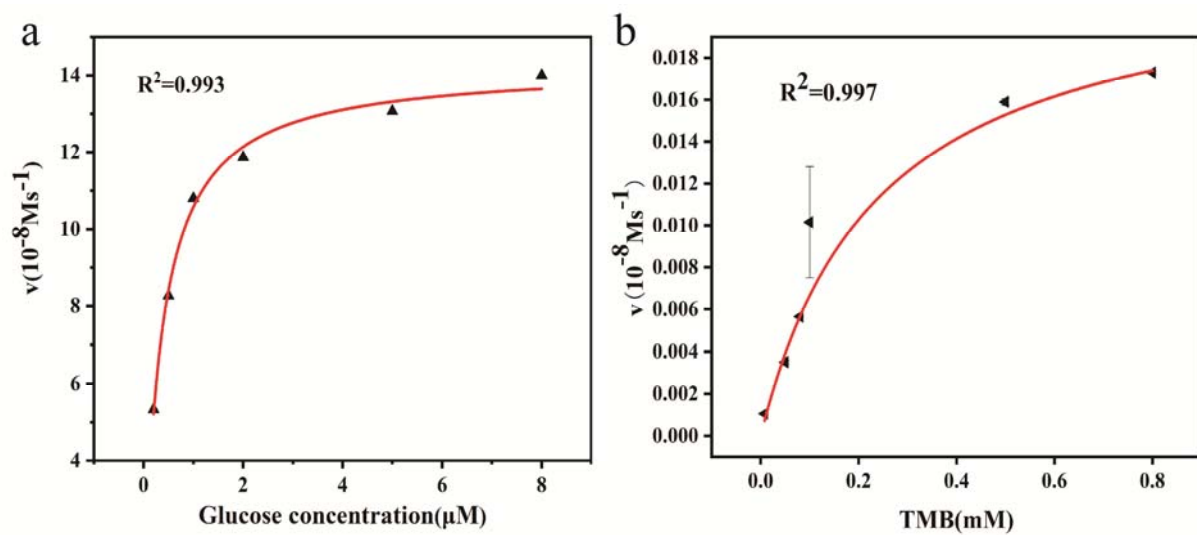 a
R²=0.993
14
12
10
8
6
4
v(10⁻⁸Ms⁻¹)
0 2 4 6 8
Glucose concentration(μM)
b
R²=0.997
0.018
0.016
0.014
0.012
0.010
0.008
0.006
0.004
0.002
0.000
v(10⁻⁸Ms⁻¹)
0.0 0.2 0.4 0.6 0.8
TMB(mM)